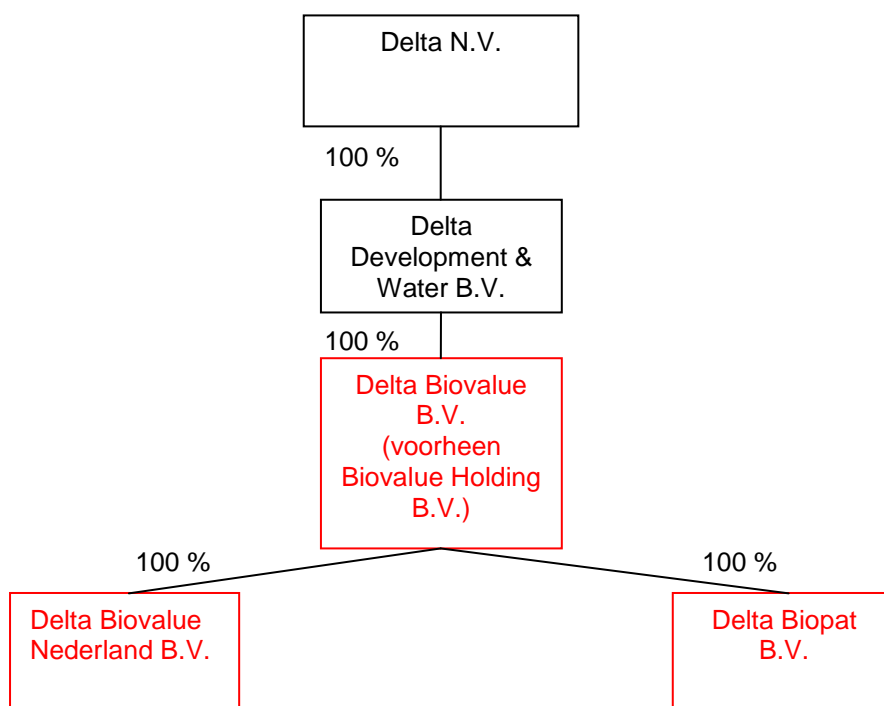 Delta N.V.
100 %
Delta
Development &
Water B.V.
100 %
Delta Biovalue
B.V.
(voorheen
Biovalue Holding
B.V.)
100 %
100 %
Delta Biovalue
Nederland B.V.
Delta Biopat
B.V.